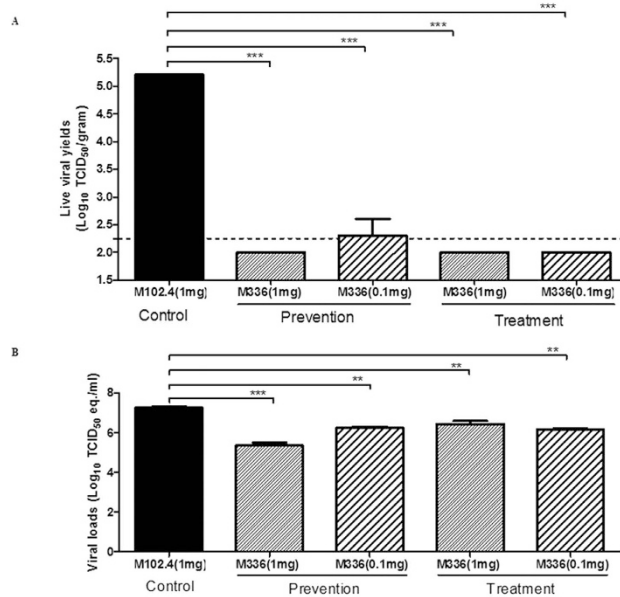 A
***
***
***
***
Live viral yields
(Log10 TCID50/gram)
5.5
5.0
4.5
4.0
3.5
3.0
2.5
2.0
1.5
M102.4(1mg) M336(1mg) M336(0.1mg) M336(1mg) M336(0.1mg)
Control Prevention Treatment
B
**
**
**
***
Viral loads (Log10 TCID50 eq./ml)
8
6
4
2
0
M102.4(1mg) M336(1mg) M336(0.1mg) M336(1mg) M336(0.1mg)
Control Prevention Treatment